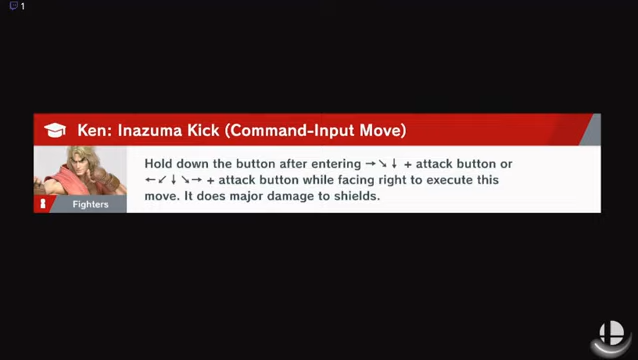 1
Ken: Inazuma Kick (Command-Input Move)
Hold down the button after entering →↘↓ + attack button or
←↙↓↘→ + attack button while facing right to execute this
move. It does major damage to shields.
Fighters